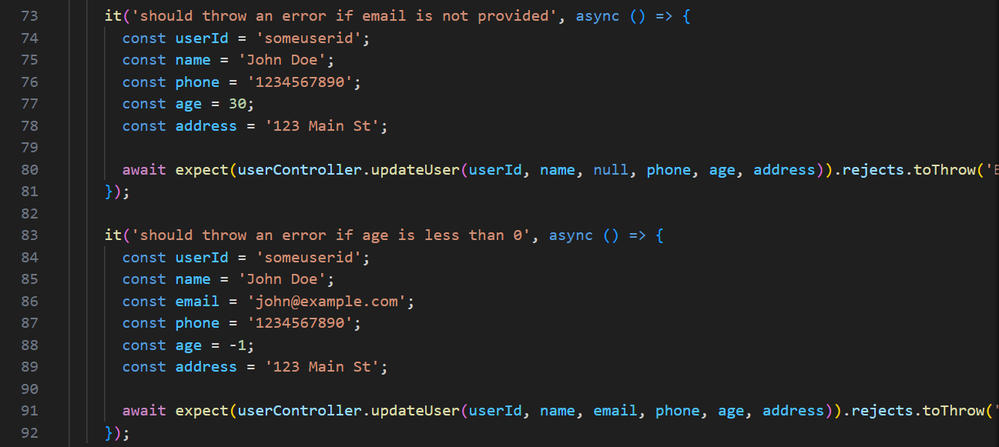 73 it('should throw an error if email is not provided', async () => {
74 const userId = 'someuserid';
75 const name = 'John Doe';
76 const phone = '1234567890';
77 const age = 30;
78 const address = '123 Main St';
79
80 await expect(userController.updateUser(userId, name, null, phone, age, address)).rejects.toThrow('E
81 });
82
83 it('should throw an error if age is less than 0', async () => {
84 const userId = 'someuserid';
85 const name = 'John Doe';
86 const email = 'john@example.com';
87 const phone = '1234567890';
88 const age = -1;
89 const address = '123 Main St';
90
91 await expect(userController.updateUser(userId, name, email, phone, age, address)).rejects.toThrow('
92 });